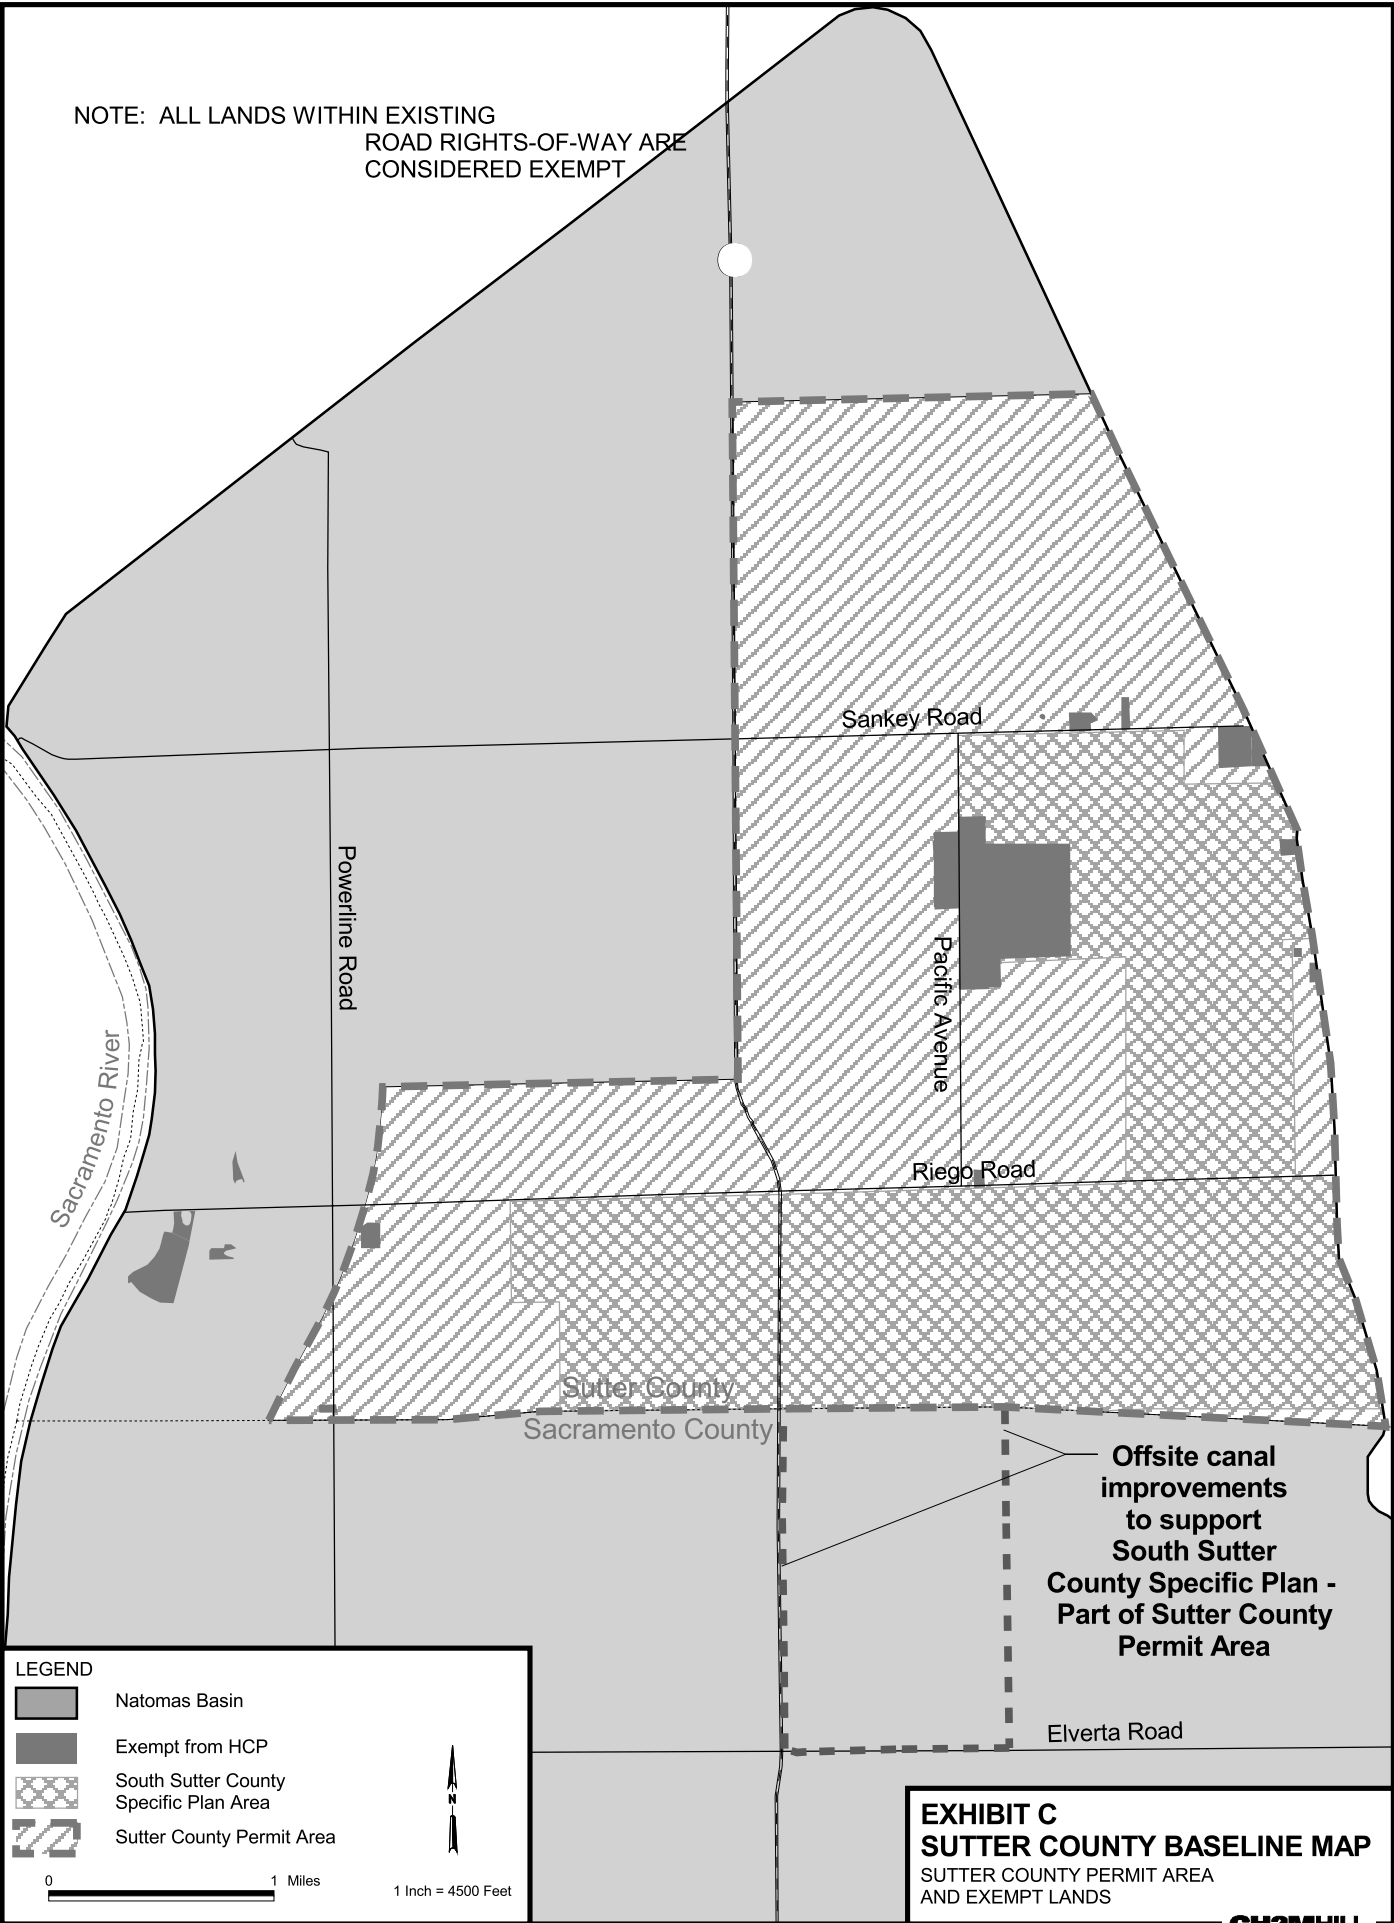 NOTE: ALL LANDS WITHIN EXISTING
ROAD RIGHTS-OF-WAY ARE
CONSIDERED EXEMPT
Sankey Road
Powerline Road
Pacific Avenue
Sacramento River
Riego Road
Sutter County
Sacramento County
Offsite canal
improvements
to support
South Sutter
County Specific Plan -
Part of Sutter County
Permit Area
Elverta Road
LEGEND
Natomas Basin
Exempt from HCP
South Sutter County
Specific Plan Area
Sutter County Permit Area
N
0 1 Miles
1 Inch = 4500 Feet
EXHIBIT C
SUTTER COUNTY BASELINE MAP
SUTTER COUNTY PERMIT AREA
AND EXEMPT LANDS
CH2MHILL